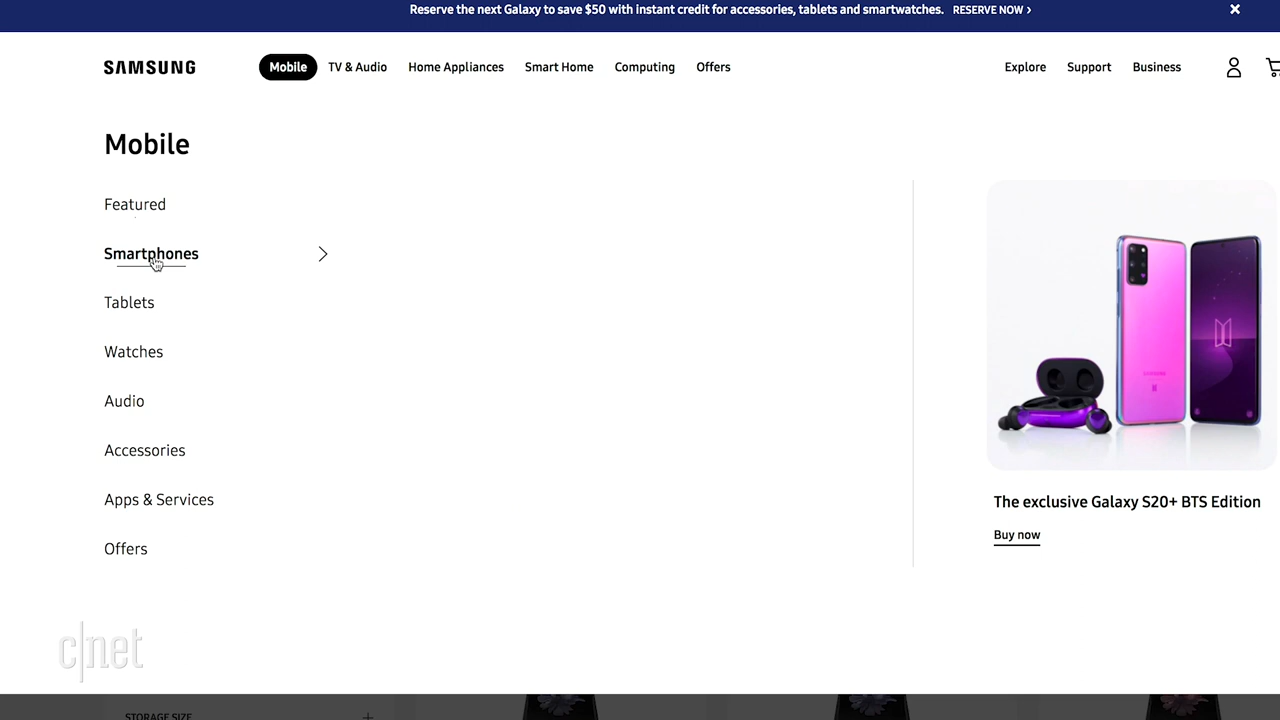 Reserve the next Galaxy to save $50 with instant credit for accessories, tablets and smartwatches. RESERVE NOW ›
SAMSUNG Mobile TV & Audio Home Appliances Smart Home Computing Offers Explore Support Business
Mobile
Featured
Smartphones
Tablets
Watches
Audio
Accessories
Apps & Services
Offers
SAMSUNG
The exclusive Galaxy S20+ BTS Edition
Buy now
c|net
STORAGE SIZE